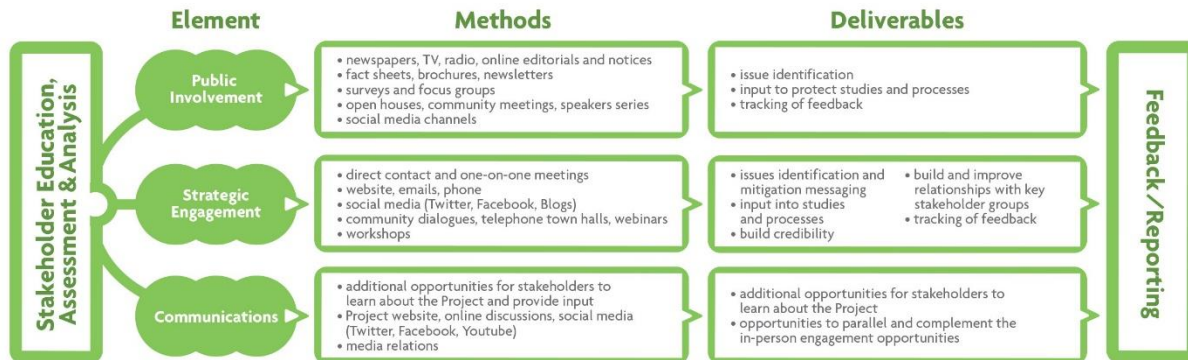 Element
Methods
Deliverables
Stakeholder Education,
Assessment & Analysis
Public
Involvement
• newspapers, TV, radio, online editorials and notices
• fact sheets, brochures, newsletters
• surveys and focus groups
• open houses, community meetings, speakers series
• social media channels
• issue identification
• input to protect studies and processes
• tracking of feedback
Strategic
Engagement
• direct contact and one-on-one meetings
• website, emails, phone
• social media (Twitter, Facebook, Blogs)
• community dialogues, telephone town halls, webinars
• workshops
• issues identification and
mitigation messaging
• input into studies
and processes
• build credibility
• build and improve
relationships with key
stakeholder groups
• tracking of feedback
Communications
• additional opportunities for stakeholders to
learn about the Project and provide input
• Project website, online discussions, social media
(Twitter, Facebook, Youtube)
• media relations
• additional opportunities for stakeholders to
learn about the Project
• opportunities to parallel and complement the
in-person engagement opportunities
Feedback/Reporting